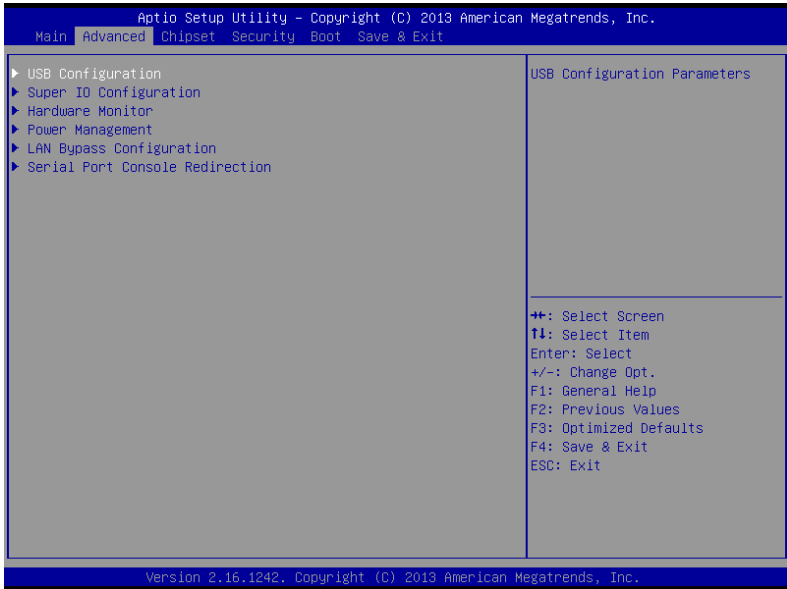 Aptio Setup Utility – Copyright (C) 2013 American Megatrends, Inc.
Main Advanced Chipset Security Boot Save & Exit
▶ USB Configuration
▶ Super IO Configuration
▶ Hardware Monitor
▶ Power Management
▶ LAN Bypass Configuration
▶ Serial Port Console Redirection
USB Configuration Parameters
→←: Select Screen
↑↓: Select Item
Enter: Select
+/-: Change Opt.
F1: General Help
F2: Previous Values
F3: Optimized Defaults
F4: Save & Exit
ESC: Exit
Version 2.16.1242. Copyright (C) 2013 American Megatrends, Inc.